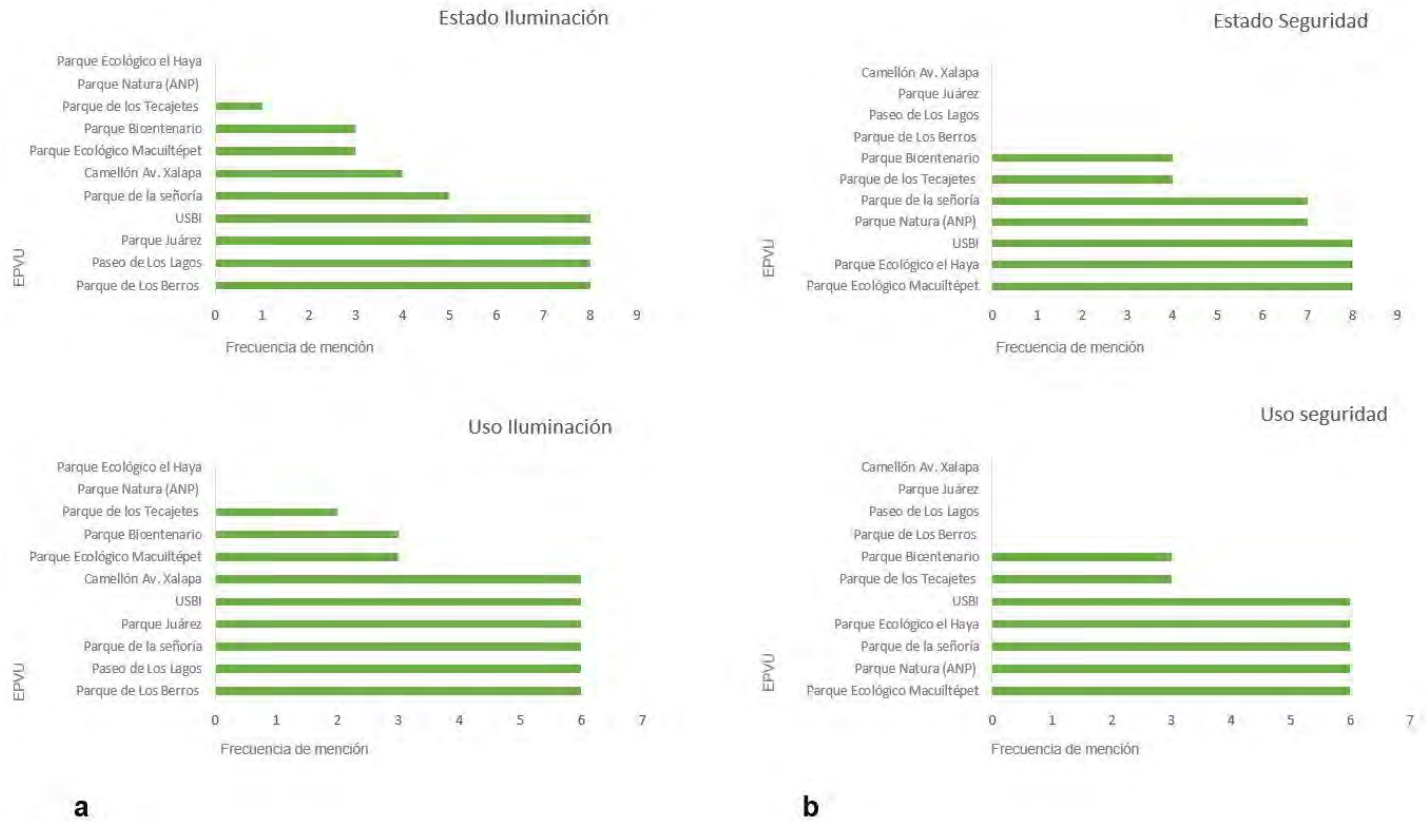 Estado Iluminación
Parque Ecológico el Haya
Parque Natura (ANP)
Parque de los Tecajetes
Parque Bicentenario
Parque Ecológico Macuiltépet
Camellón Av. Xalapa
Parque de la señoría
USBI
Parque Juárez
Paseo de Los Lagos
Parque de Los Berros
EPVU
0 1 2 3 4 5 6 7 8 9
Frecuencia de mención
Estado Seguridad
Camellón Av. Xalapa
Parque Juárez
Paseo de Los Lagos
Parque de Los Berros
Parque Bicentenario
Parque de los Tecajetes
Parque de la señoría
Parque Natura (ANP)
USBI
Parque Ecológico el Haya
Parque Ecológico Macuiltépet
EPVU
0 1 2 3 4 5 6 7 8 9
Frecuencia de mención
Uso Iluminación
Parque Ecológico el Haya
Parque Natura (ANP)
Parque de los Tecajetes
Parque Bicentenario
Parque Ecológico Macuiltépet
Camellón Av. Xalapa
USBI
Parque Juárez
Parque de la señoría
Paseo de Los Lagos
Parque de Los Berros
EPVU
0 1 2 3 4 5 6 7
Frecuencia de mención
a
Uso seguridad
Camellón Av. Xalapa
Parque Juárez
Paseo de Los Lagos
Parque de Los Berros
Parque Bicentenario
Parque de los Tecajetes
USBI
Parque Ecológico el Haya
Parque de la señoría
Parque Natura (ANP)
Parque Ecológico Macuiltépet
EPVU
0 1 2 3 4 5 6 7
Frecuencia de mención
b